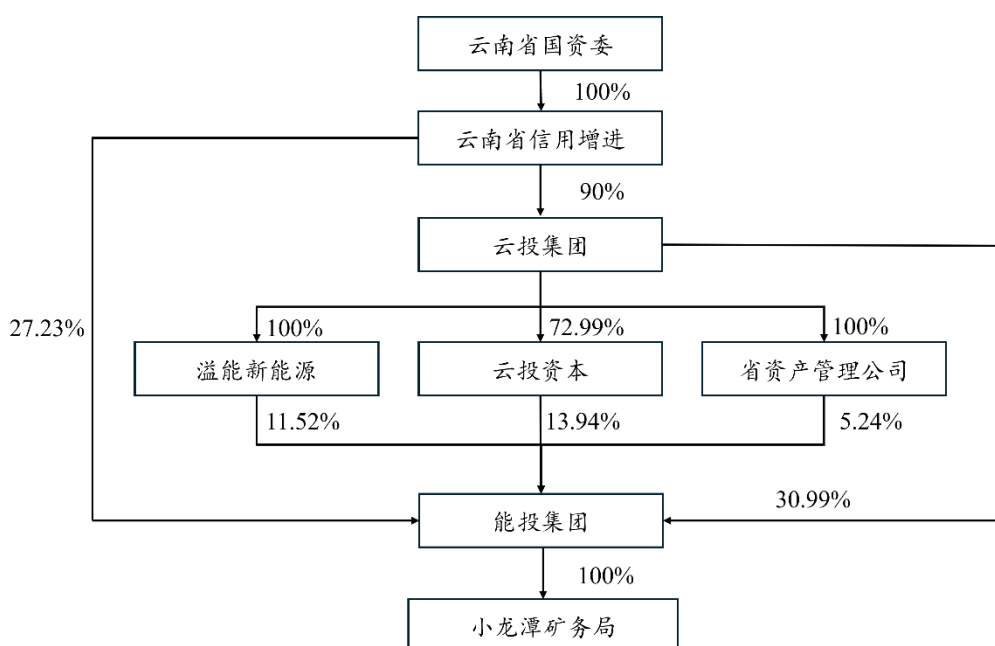 云南省国资委
100%
云南省信用增进
90%
云投集团
27.23%
100%
72.99%
100%
溢能新能源
云投资本
省资产管理公司
11.52%
13.94%
5.24%
30.99%
能投集团
100%
小龙潭矿务局